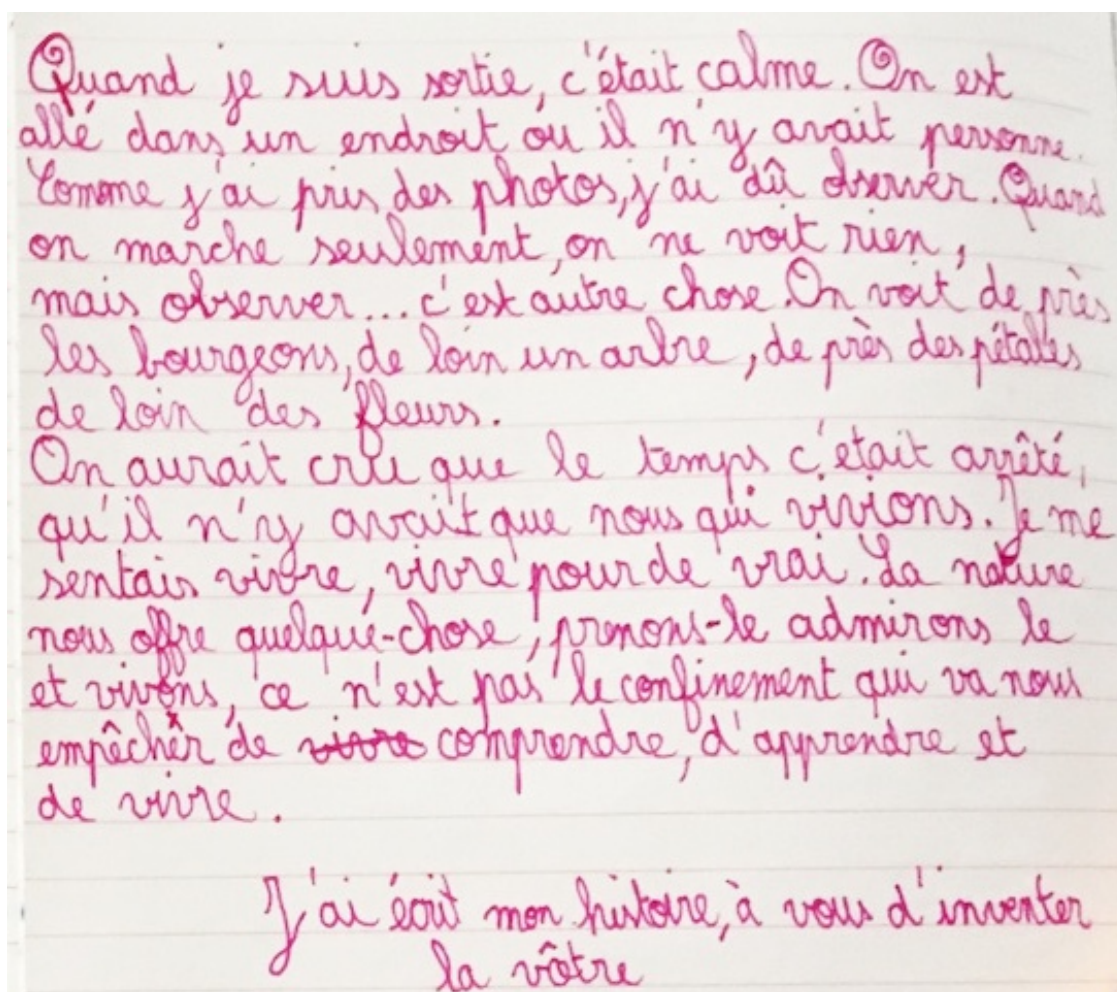 Quand je suis sortie, c'était calme. On est
allé dans un endroit où il n'y avait personne.
Comme j'ai pris des photos, j'ai dû observer. Quand
on marche seulement, on ne voit rien,
mais observer... c'est autre chose. On voit de près
les bourgeons, de loin un arbre, de près des pétales
de loin des fleurs.
On aurait cru que le temps c'était arrêté,
qu'il n'y avait que nous qui vivions. Je me
sentais vivre, vivre pour de vrai. La nature
nous offre quelque-chose, prenons-le admirons le
et vivons, ce n'est pas le confinement qui va nous
empêcher de vivre comprendre, d'apprendre et
de vivre.
J'ai écrit mon histoire, à vous d'inventer
la vôtre